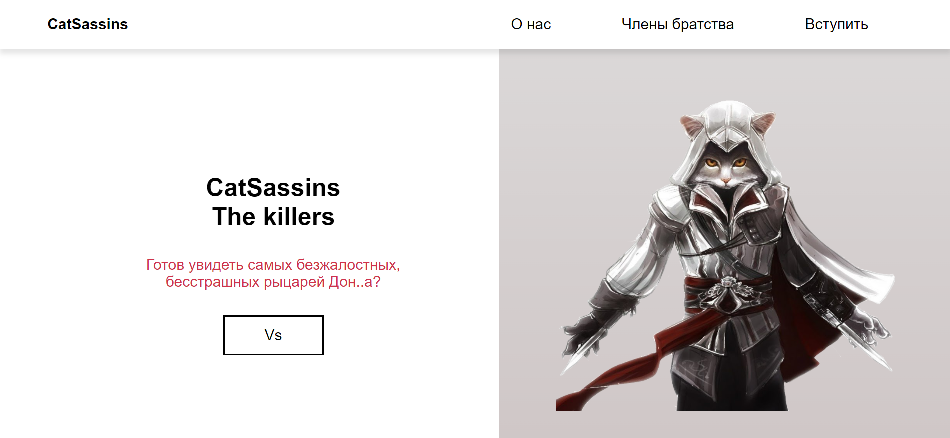 CatSassins
О нас
Члены братства
Вступить
CatSassins
The killers
Готов увидеть самых безжалостных,
бесстрашных рыцарей Дон..а?
Vs